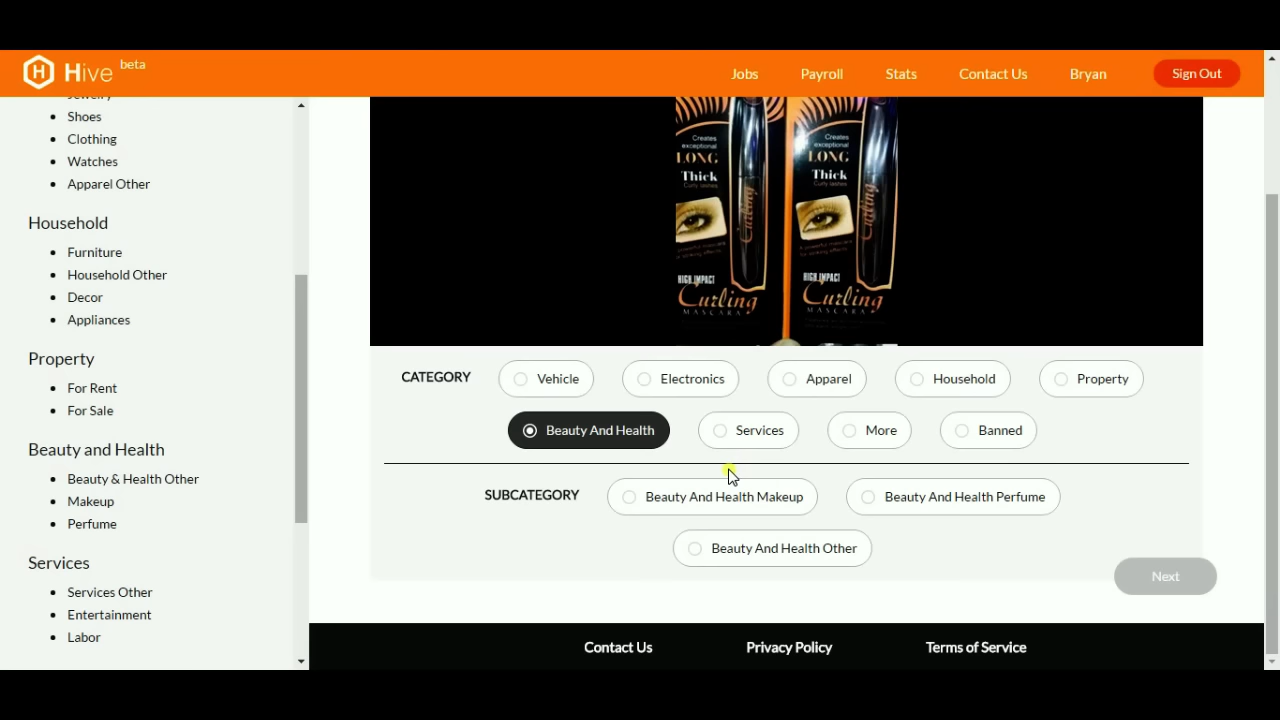 Hive beta
Jobs
Payroll
Stats
Contact Us
Bryan
Sign Out
Jewelry
Shoes
Clothing
Watches
Apparel Other
Household
Furniture
Household Other
Decor
Appliances
Property
For Rent
For Sale
Beauty and Health
Beauty & Health Other
Makeup
Perfume
Services
Services Other
Entertainment
Labor
Creates
exceptional
LONG
Thick
Curly lashes
Curling
HIGH IMPACT
Curling
MASCARA
Creates
exceptional
LONG
Thick
Curly lashes
Curling
HIGH IMPACT
Curling
MASCARA
CATEGORY
Vehicle
Electronics
Apparel
Household
Property
Beauty And Health
Services
More
Banned
SUBCATEGORY
Beauty And Health Makeup
Beauty And Health Perfume
Beauty And Health Other
Next
Contact Us
Privacy Policy
Terms of Service